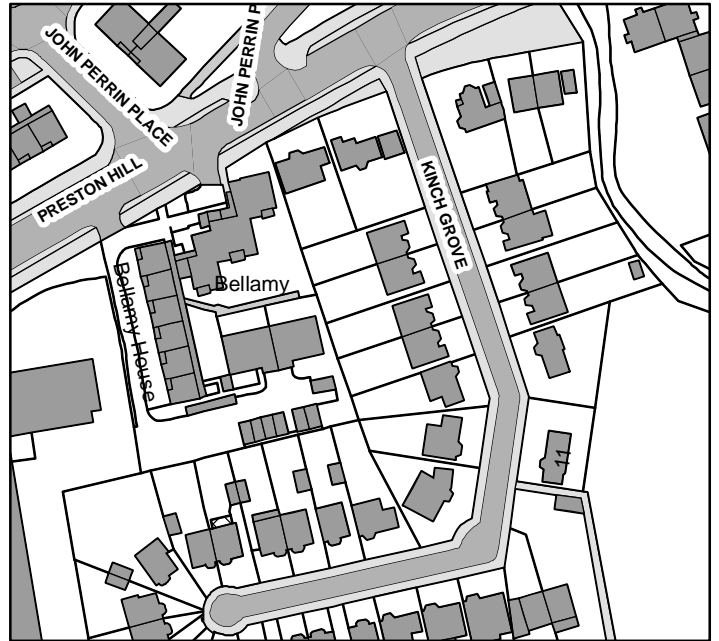 JOHN PERRIN PLACE
JOHN PERRIN P
PRESTON HILL
KINCH GROVE
Bellamy
Bellamy House
11